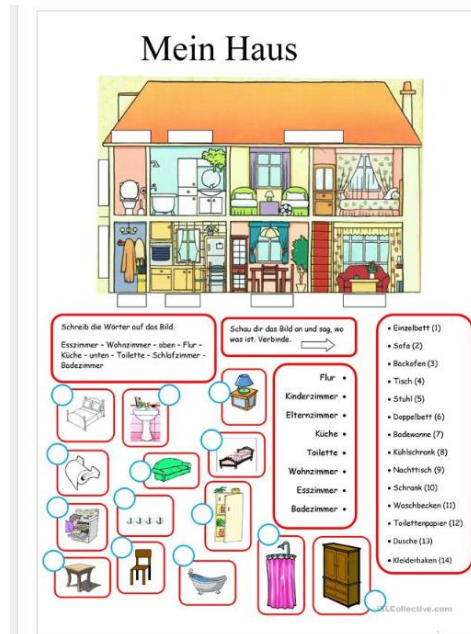 Mein Haus
Schreib die Wörter auf das Bild.
Esszimmer – Wohnzimmer – oben – Flur –
Küche – unten – Toilette – Schlafzimmer –
Badezimmer
Schau dir das Bild an und sag, wo
was ist. Verbinde.
Flur •
Kinderzimmer •
Elternzimmer •
Küche •
Toilette •
Wohnzimmer •
Esszimmer •
Badezimmer •
• Einzelbett (1)
• Sofa (2)
• Backofen (3)
• Tisch (4)
• Stuhl (5)
• Doppelbett (6)
• Badewanne (7)
• Kühlschrank (8)
• Nachttisch (9)
• Schrank (10)
• Waschbecken (11)
• Toilettenpapier (12)
• Dusche (13)
• Kleiderhaken (14)
iSLCollective.com